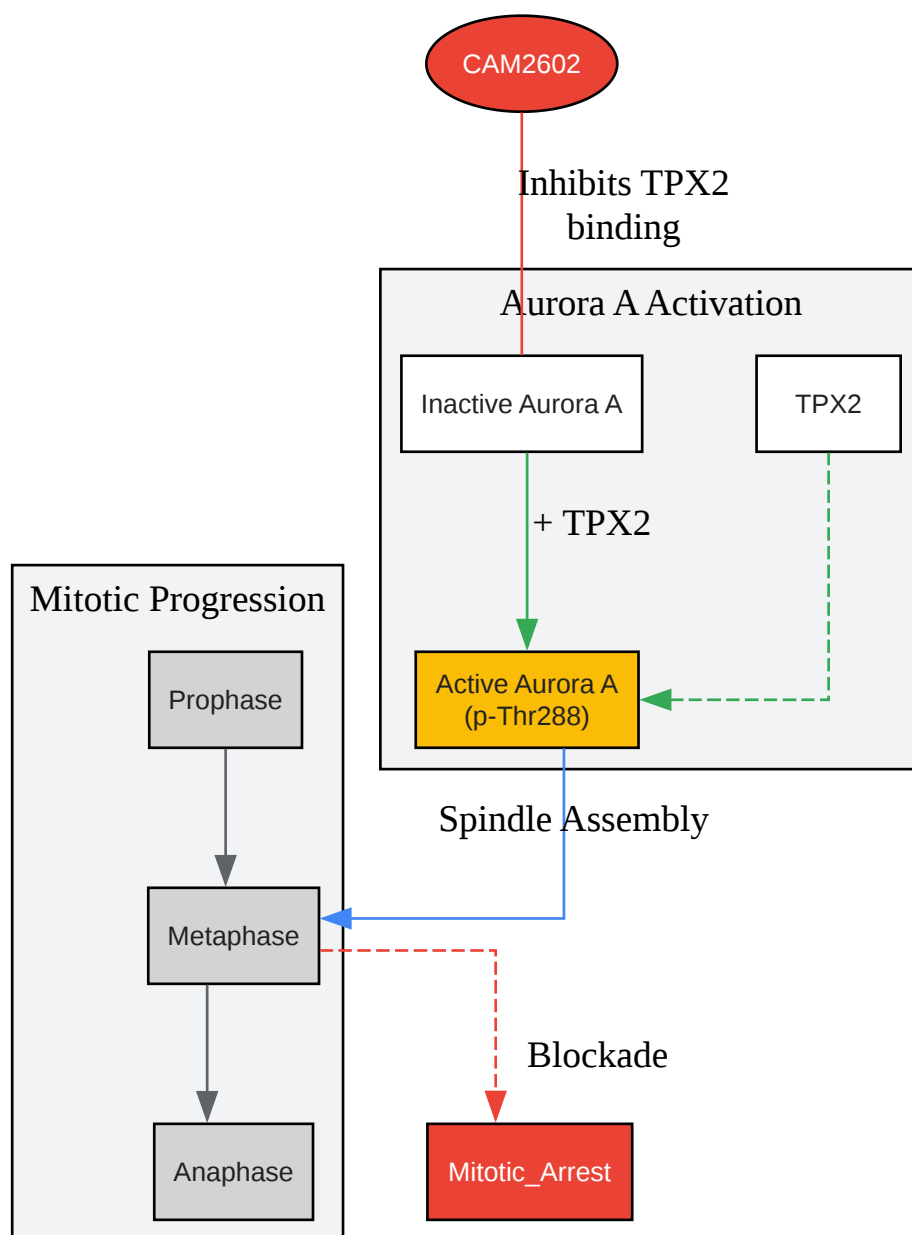 CAM2602
Inhibits TPX2
binding
Aurora A Activation
Inactive Aurora A
TPX2
+ TPX2
Mitotic Progression
Prophase
Active Aurora A
(p-Thr288)
Spindle Assembly
Metaphase
Blockade
Anaphase
Mitotic_Arrest